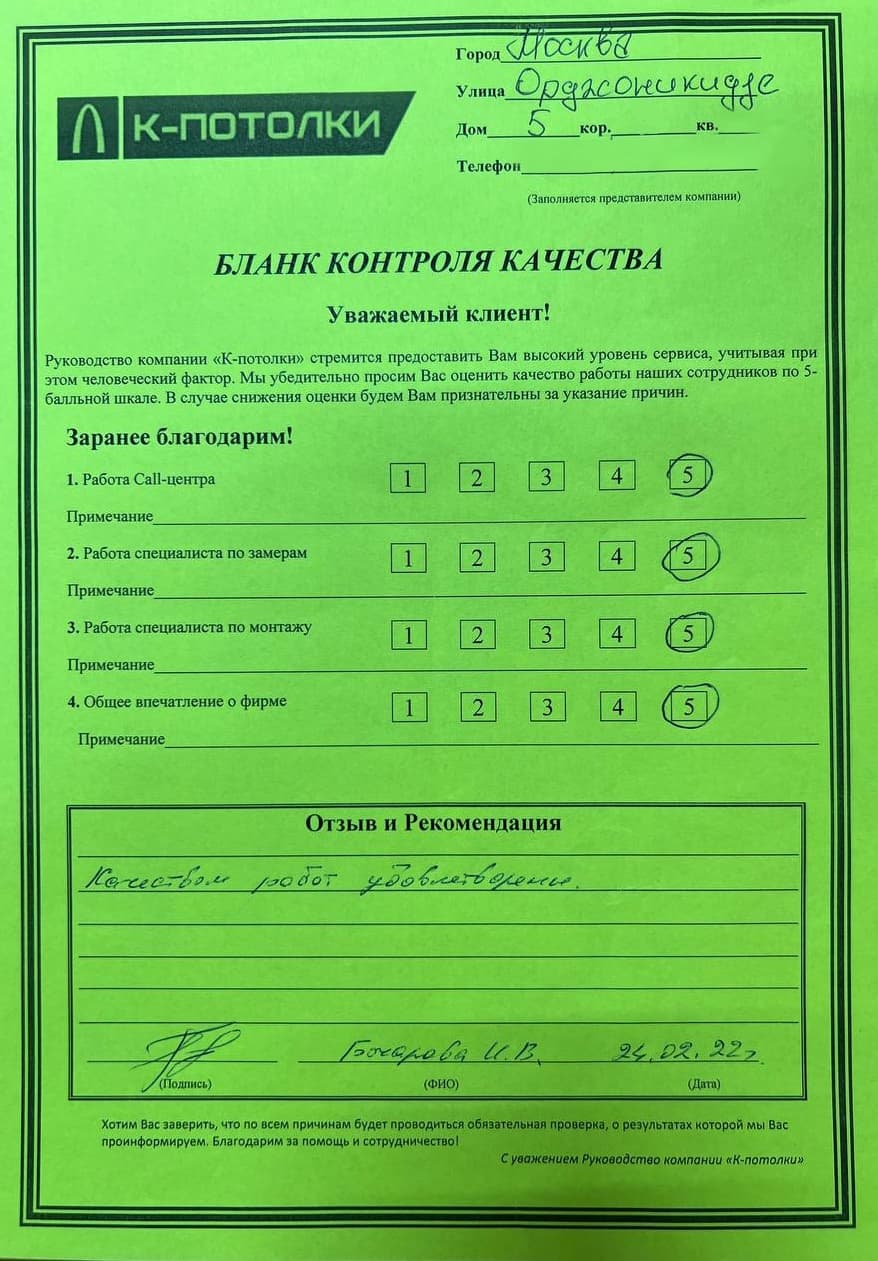 Город Москва
Улица Орджоникидзе
К-ПОТОЛКИ
Дом 5 кор. кв.
Телефон
(Заполняется представителем компании)
БЛАНК КОНТРОЛЯ КАЧЕСТВА
Уважаемый клиент!
Руководство компании «К-потолки» стремится предоставить Вам высокий уровень сервиса, учитывая при
этом человеческий фактор. Мы убедительно просим Вас оценить качество работы наших сотрудников по 5-
балльной шкале. В случае снижения оценки будем Вам признательны за указание причин.
Заранее благодарим!
1. Работа Call-центра 1 2 3 4 5
Примечание
2. Работа специалиста по замерам 1 2 3 4 5
Примечание
3. Работа специалиста по монтажу 1 2 3 4 5
Примечание
4. Общее впечатление о фирме 1 2 3 4 5
Примечание
Отзыв и Рекомендация
Качеством работ удовлетворены.
Бочарова И.В. 24.02.22г
(Подпись) (ФИО) (Дата)
Хотим Вас заверить, что по всем причинам будет проводиться обязательная проверка, о результатах которой мы Вас
проинформируем. Благодарим за помощь и сотрудничество!
С уважением Руководство компании «К-потолки»